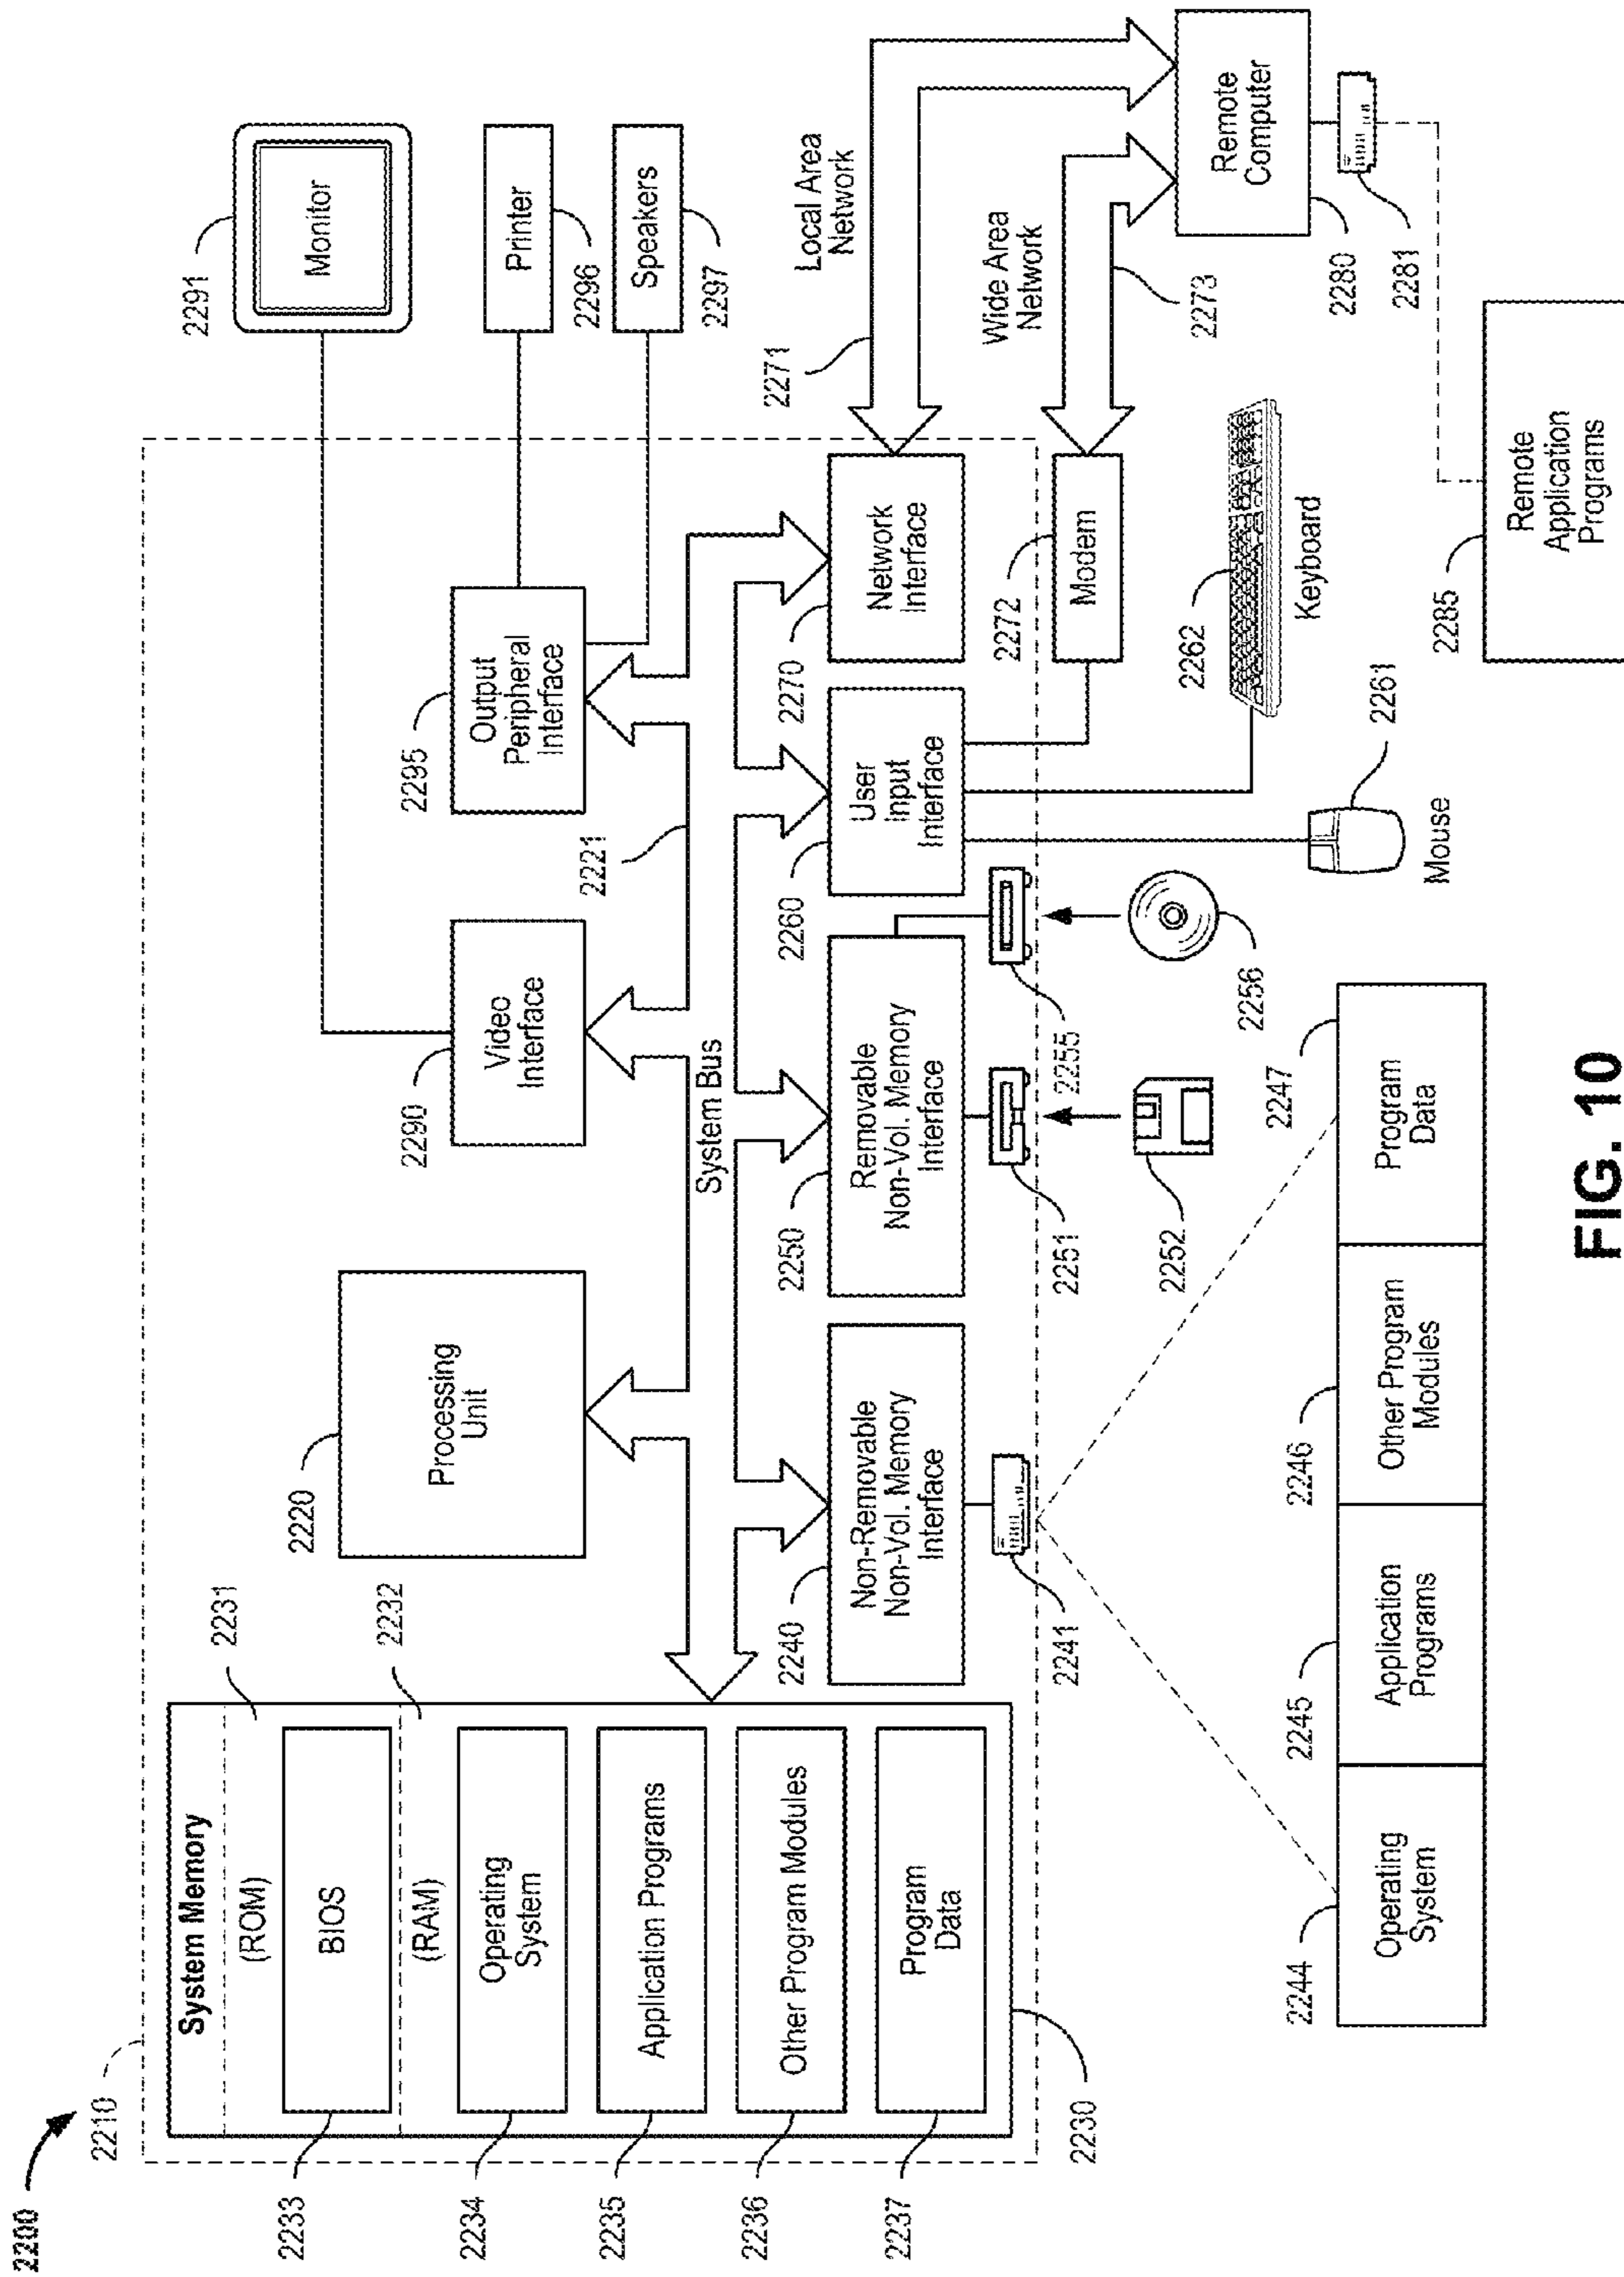 2200
2210
System Memory
(ROM)
2231
BIOS
2233
(RAM)
2232
Operating
System
2234
Application Programs
2235
Other Program Modules
2236
Program
Data
2237
2230
Processing
Unit
2220
Video
Interface
2290
Output
Peripheral
Interface
2295
Monitor
2291
Printer
2296
Speakers
2297
2221
System Bus
Non-Removable
Non-Vol. Memory
Interface
2240
Removable
Non-Vol. Memory
Interface
2250
User
Input
Interface
2260
Network
Interface
2270
Local Area
Network
2271
Wide Area
Network
2273
Modem
2272
Remote
Computer
2280
2281
2241
2251
2255
2252
2256
Mouse
2261
2262
Keyboard
Operating
System
2244
Application
Programs
2245
Other Program
Modules
2246
Program
Data
2247
Remote
Application
Programs
2285
FIG. 10